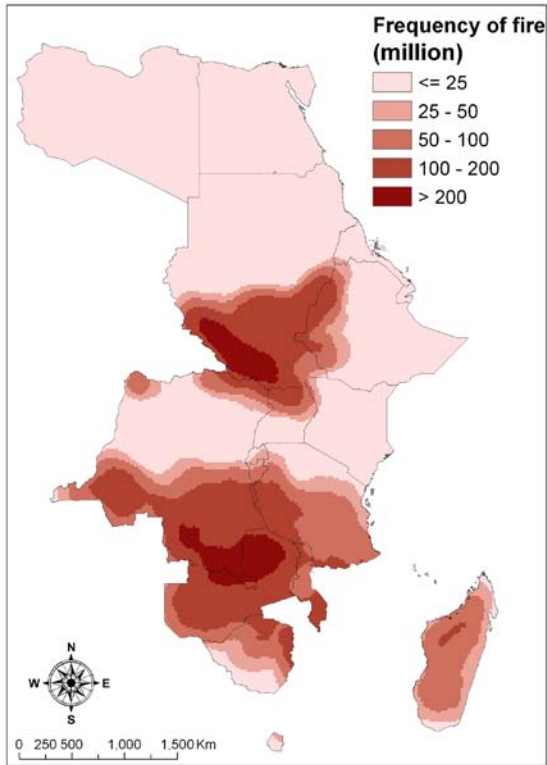 Frequency of fire
(million)
<= 25
25 - 50
50 - 100
100 - 200
> 200
N
W E
S
0 250 500 1,000 1,500 Km